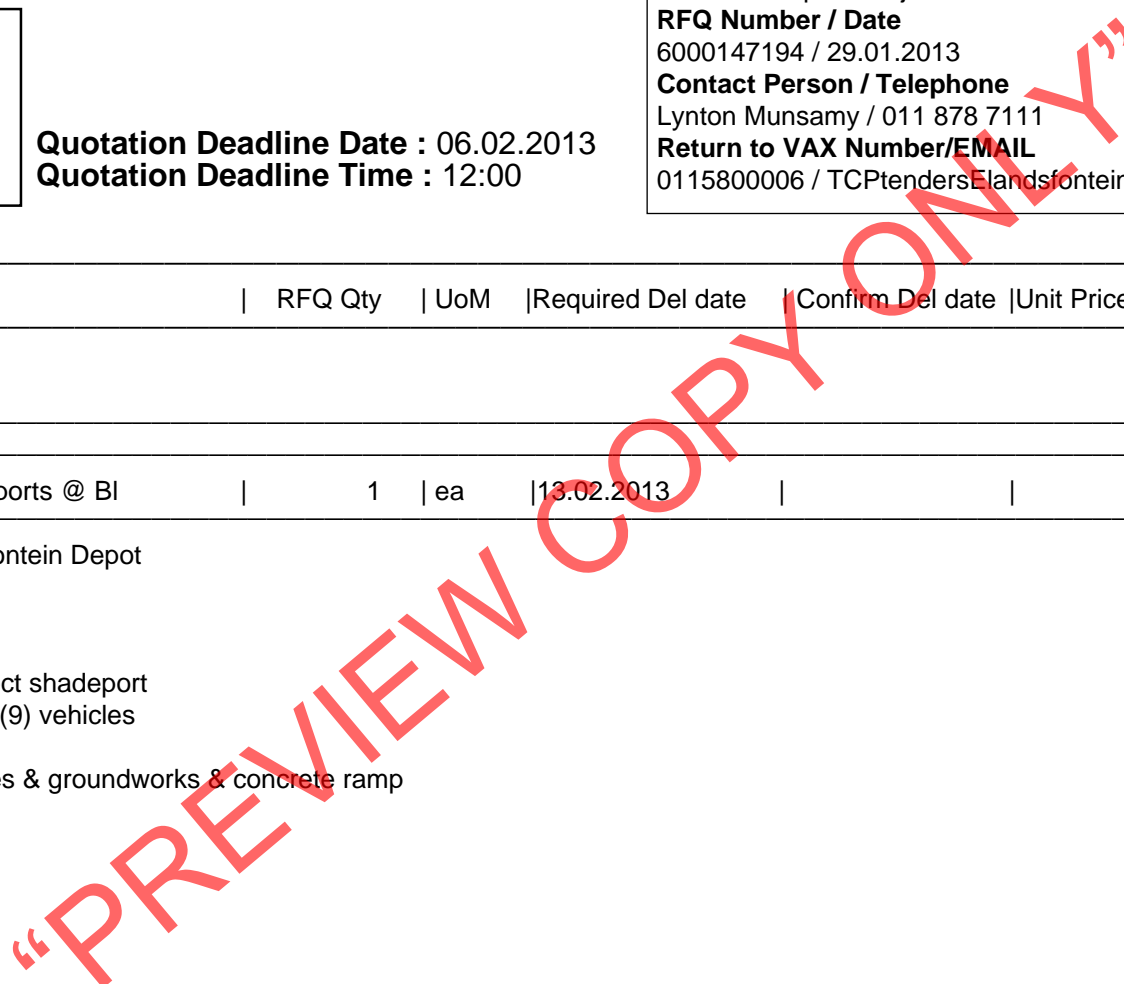 RFQ Number / Date
6000147194 / 29.01.2013
Contact Person / Telephone
Lynton Munsamy / 011 878 7111
Return to VAX Number/EMAIL
0115800006 / TCPtendersElandsfontein
Quotation Deadline Date : 06.02.2013
Quotation Deadline Time : 12:00
| RFQ Qty | UoM |Required Del date | Confirm Del date |Unit Price
ports @ BI | 1 | ea |13.02.2013 | |
ontein Depot
ct shadeport
(9) vehicles
es & groundworks & concrete ramp
“PREVIEW COPY ONLY”